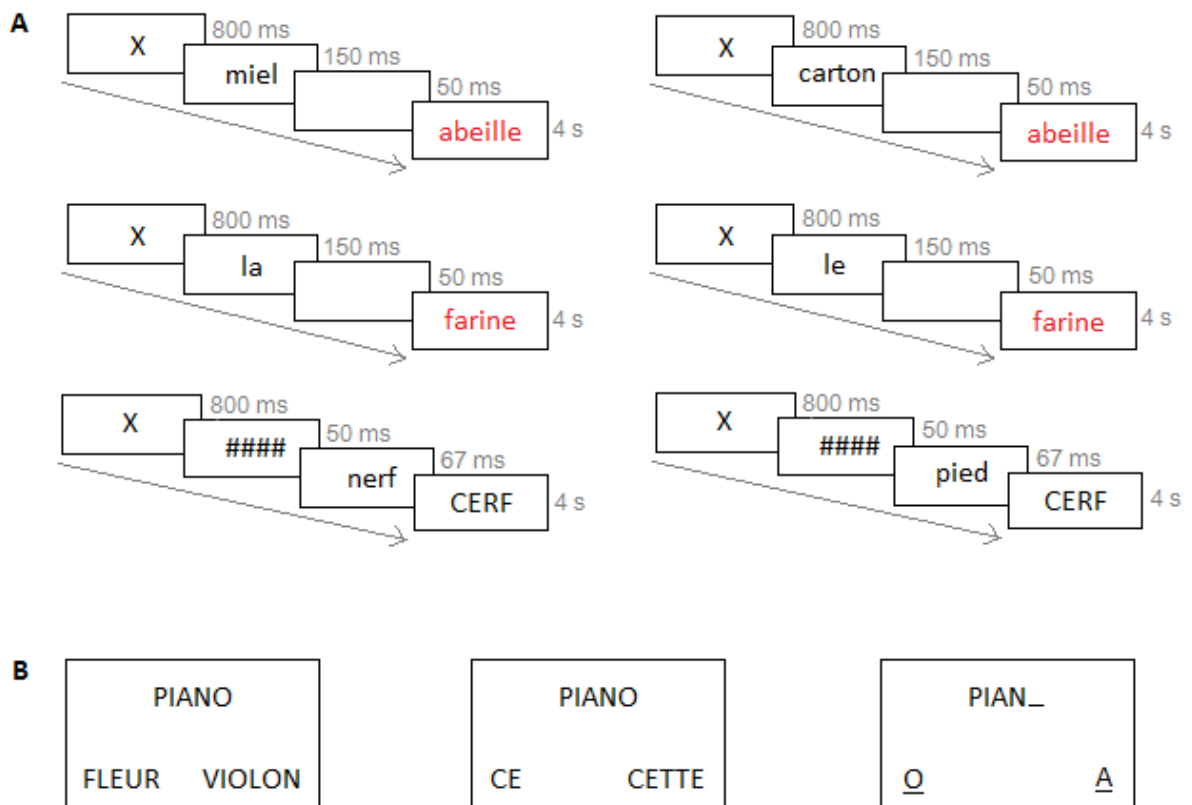 A
X 800 ms miel 150 ms 50 ms abeille 4 s
X 800 ms carton 150 ms 50 ms abeille 4 s
X 800 ms la 150 ms 50 ms farine 4 s
X 800 ms le 150 ms 50 ms farine 4 s
X 800 ms #### 50 ms nerf 67 ms CERF 4 s
X 800 ms #### 50 ms pied 67 ms CERF 4 s
B
PIANO
FLEUR VIOLON
PIANO
CE CETTE
PIAN_
O A